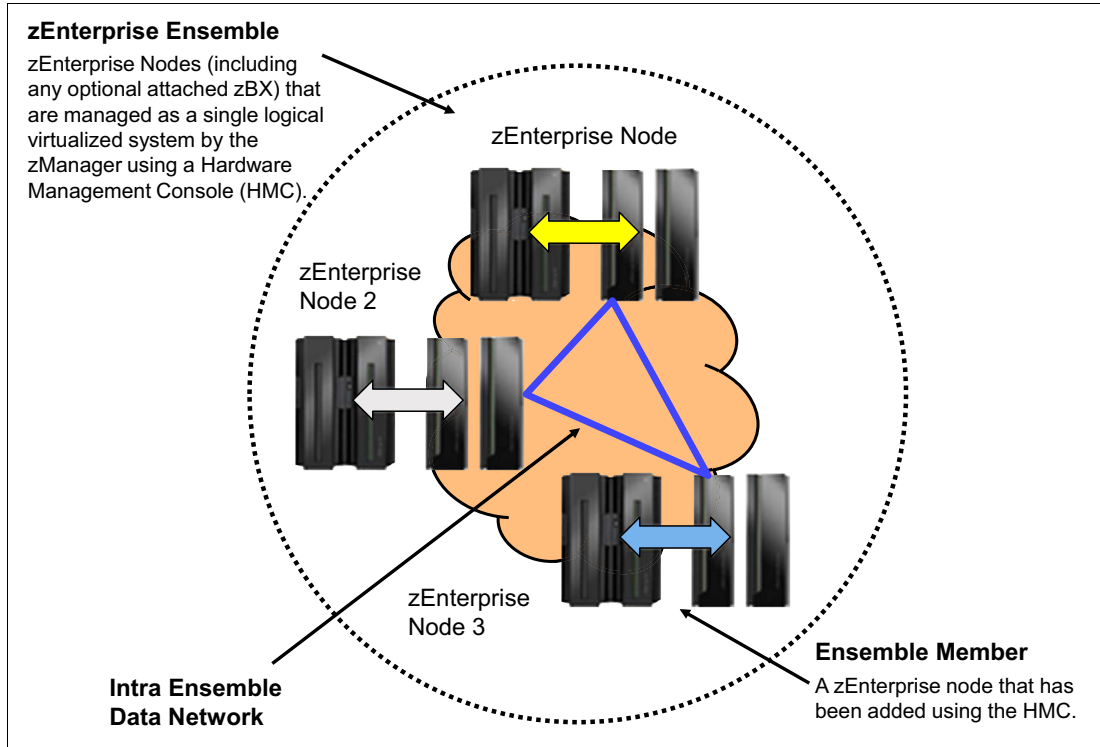 zEnterprise Ensemble
zEnterprise Nodes (including
any optional attached zBX) that
are managed as a single logical
virtualized system by the
zManager using a Hardware
Management Console (HMC).
zEnterprise Node
zEnterprise
Node 2
zEnterprise
Node 3
Intra Ensemble
Data Network
Ensemble Member
A zEnterprise node that has
been added using the HMC.